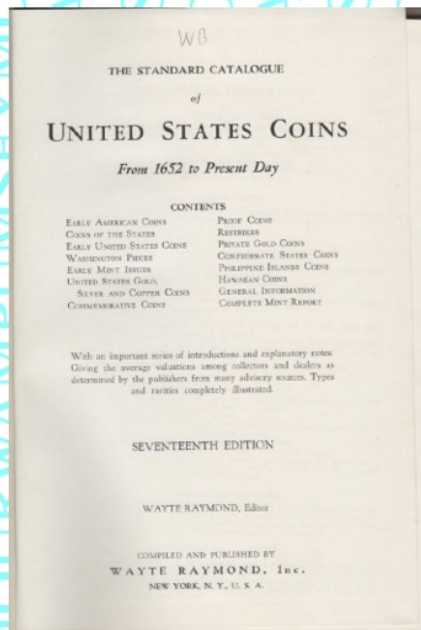 WB
THE STANDARD CATALOGUE
of
UNITED STATES COINS
From 1652 to Present Day
CONTENTS
EARLY AMERICAN COINS
COINS OF THE STATES
EARLY UNITED STATES COINS
WASHINGTON PIECES
EARLY MINT ISSUES
UNITED STATES GOLD,
SILVER AND COPPER COINS
COMMEMORATIVE COINS
PROOF COINS
RESTRIKES
PRIVATE GOLD COINS
CONFEDERATE STATES COINS
PHILIPPINE ISLANDS COINS
HAWAIIAN COINS
GENERAL INFORMATION
COMPLETE MINT REPORT
With an important series of introductions and explanatory notes.
Giving the average valuations among collectors and dealers as
determined by the publishers from many advisory sources. Types
and rarities completely illustrated.
SEVENTEENTH EDITION
WAYTE RAYMOND, Editor
COMPILED AND PUBLISHED BY
WAYTE RAYMOND, Inc.
NEW YORK, N. Y., U. S. A.